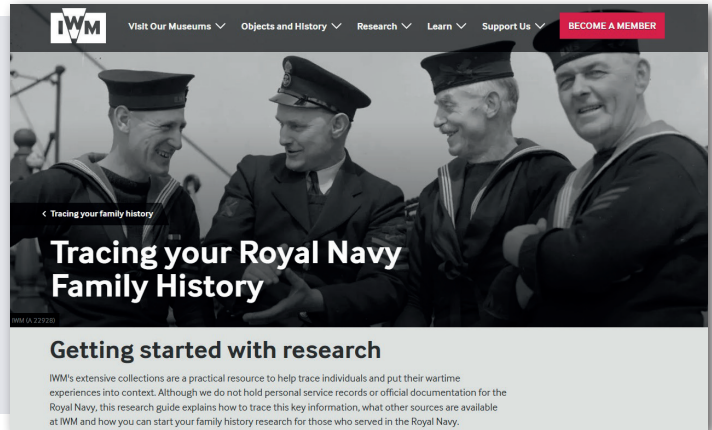 IWM
Visit Our Museums Objects and History Research Learn Support Us BECOME A MEMBER
< Tracing your family history
Tracing your Royal Navy
Family History
IWM (A 22928)
Getting started with research
IWM's extensive collections are a practical resource to help trace individuals and put their wartime
experiences into context. Although we do not hold personal service records or official documentation for the
Royal Navy, this research guide explains how to trace this key information, what other sources are available
at IWM and how you can start your family history research for those who served in the Royal Navy.